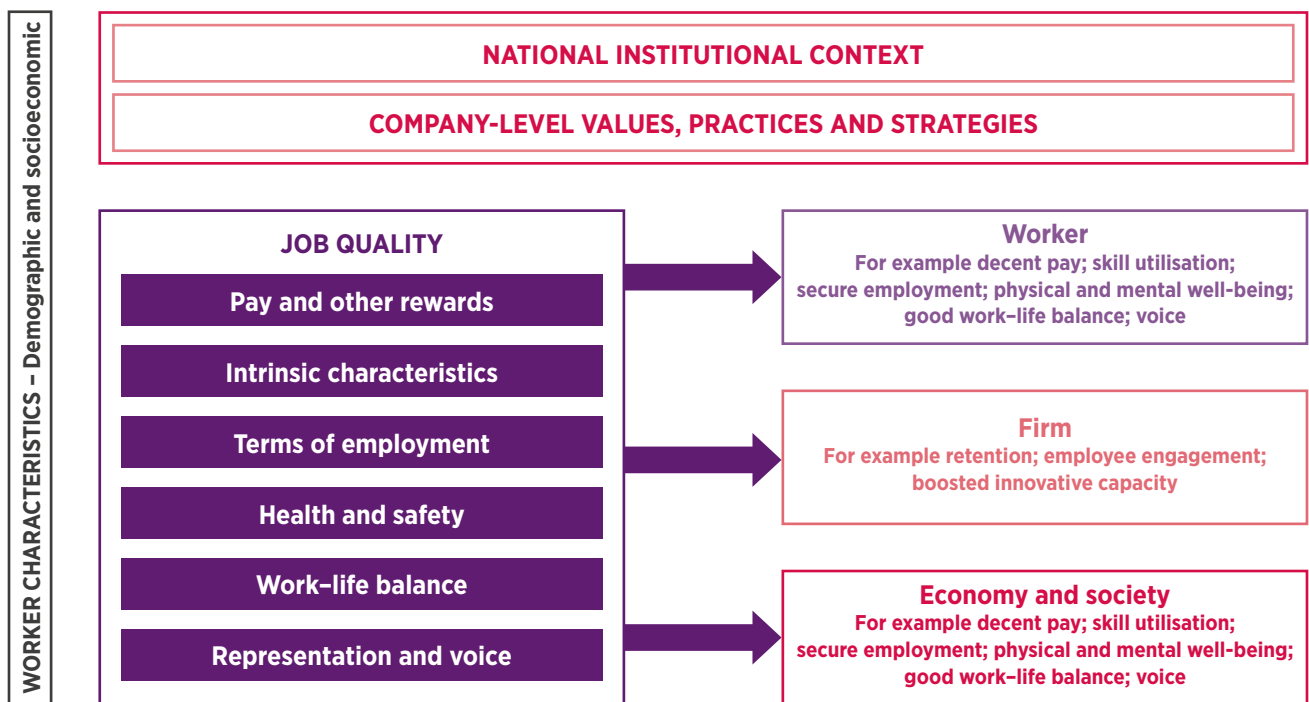 WORKER CHARACTERISTICS – Demographic and socioeconomic
NATIONAL INSTITUTIONAL CONTEXT
COMPANY-LEVEL VALUES, PRACTICES AND STRATEGIES
JOB QUALITY
Pay and other rewards
Intrinsic characteristics
Terms of employment
Health and safety
Work–life balance
Representation and voice
Worker
For example decent pay; skill utilisation;
secure employment; physical and mental well-being;
good work–life balance; voice
Firm
For example retention; employee engagement;
boosted innovative capacity
Economy and society
For example decent pay; skill utilisation;
secure employment; physical and mental well-being;
good work–life balance; voice